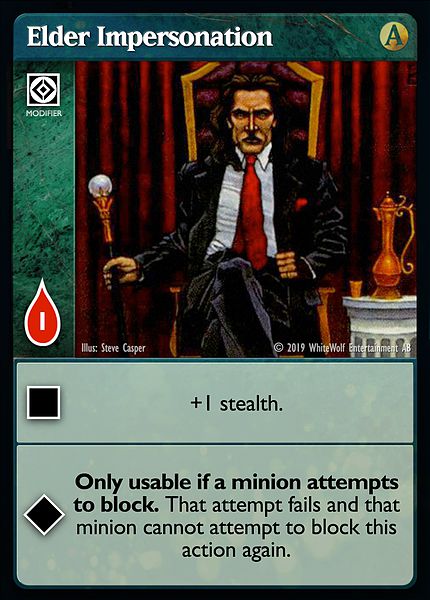 Elder Impersonation
A
MODIFIER
1
Illus: Steve Casper
© 2019 WhiteWolf Entertainment AB
+1 stealth.
Only usable if a minion attempts
to block. That attempt fails and that
minion cannot attempt to block this
action again.